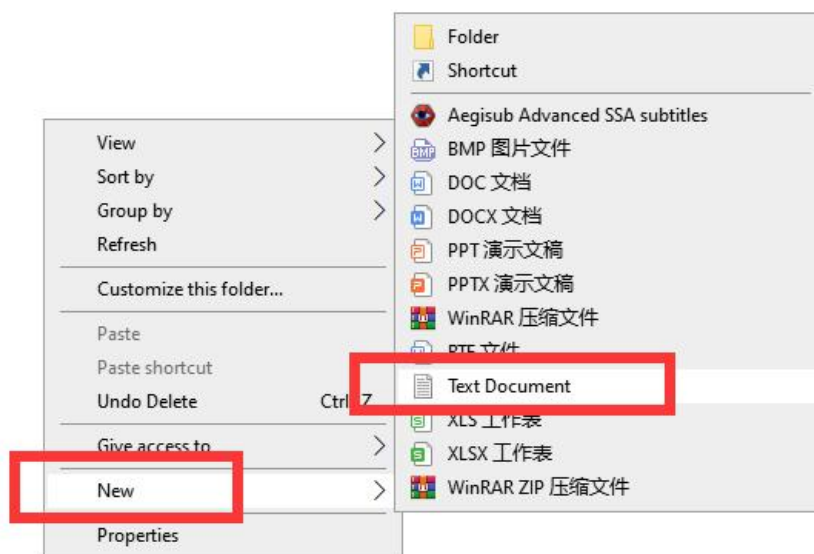 View
Sort by
Group by
Refresh
Customize this folder...
Paste
Paste shortcut
Undo Delete
Give access to
New
Properties
Folder
Shortcut
Aegisub Advanced SSA subtitles
BMP 图片文件
DOC 文档
DOCX 文档
PPT 演示文稿
PPTX 演示文稿
WinRAR 压缩文件
RTF 文件
Text Document
XLS 工作表
XLSX 工作表
WinRAR ZIP 压缩文件